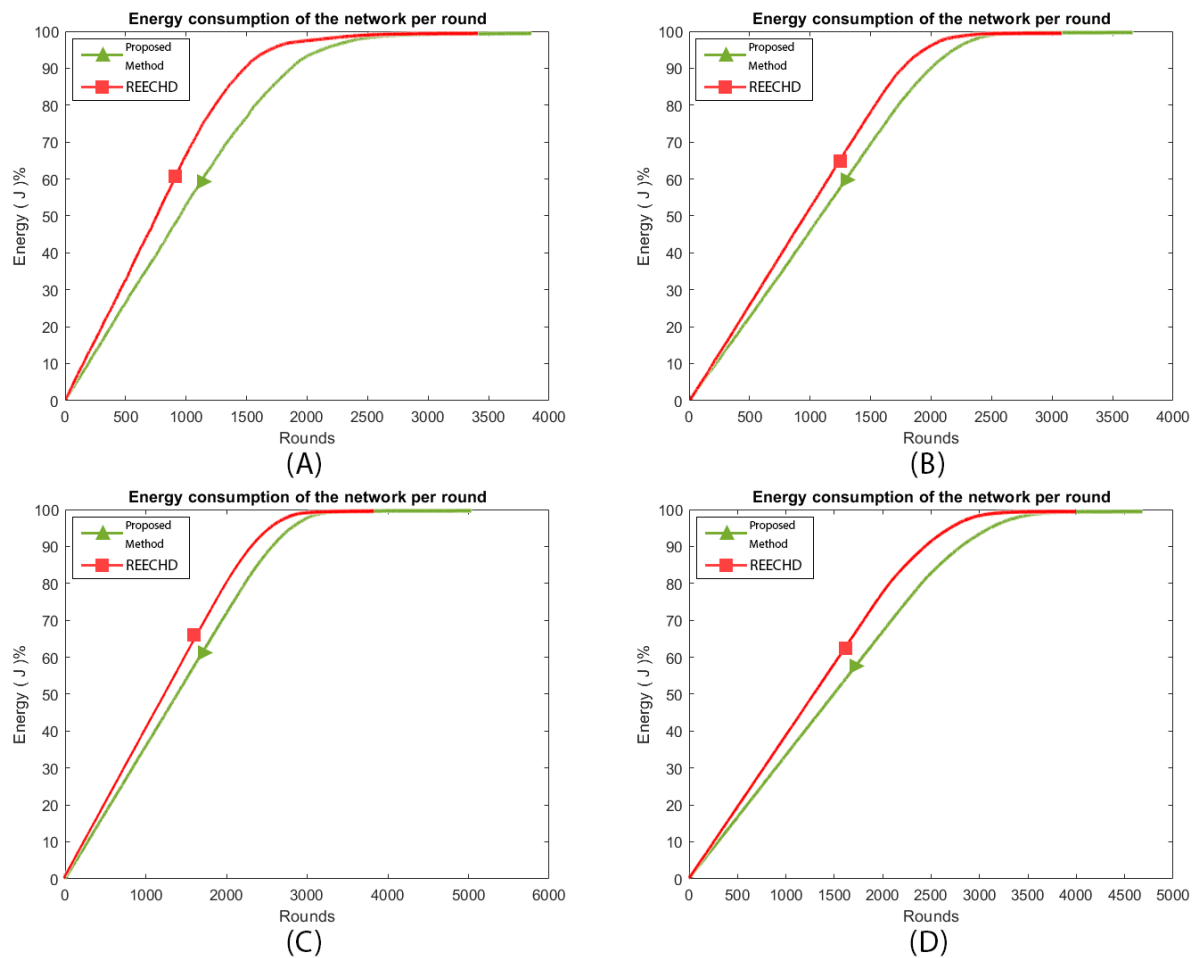 Energy consumption of the network per round
100
90
80
70
60
50
40
30
20
10
0
Energy ( J )%
Proposed
Method
REECHD
0 500 1000 1500 2000 2500 3000 3500 4000
Rounds
(A)
Energy consumption of the network per round
100
90
80
70
60
50
40
30
20
10
0
Energy ( J )%
Proposed
Method
REECHD
0 500 1000 1500 2000 2500 3000 3500 4000
Rounds
(B)
Energy consumption of the network per round
100
90
80
70
60
50
40
30
20
10
0
Energy ( J )%
Proposed
Method
REECHD
0 1000 2000 3000 4000 5000 6000
Rounds
(C)
Energy consumption of the network per round
100
90
80
70
60
50
40
30
20
10
0
Energy ( J )%
Proposed
Method
REECHD
0 500 1000 1500 2000 2500 3000 3500 4000 4500 5000
Rounds
(D)